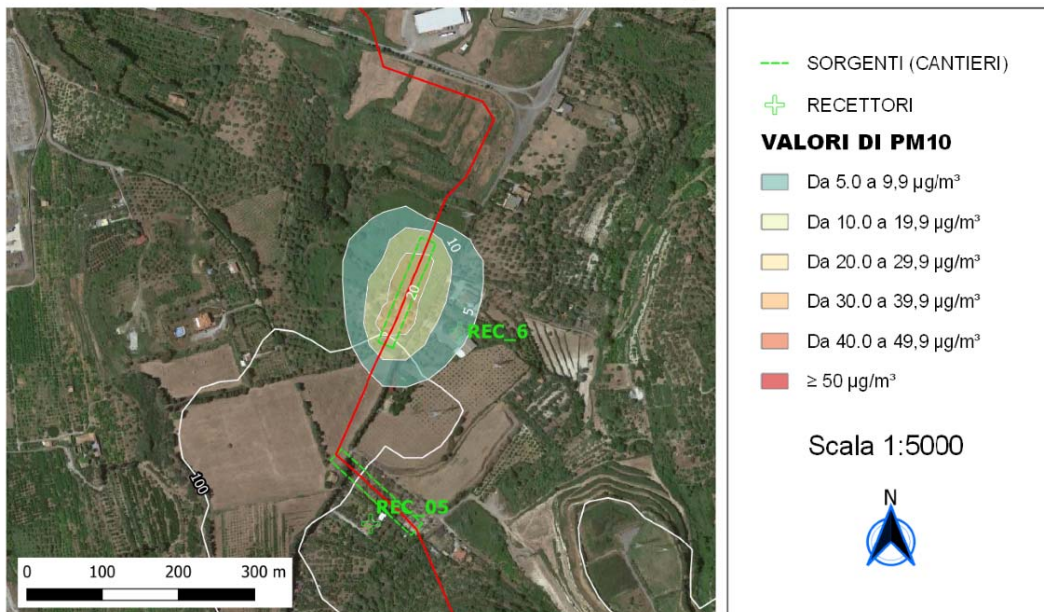 10
20
5
REC_6
100
REC_05
0 100 200 300 m
SORGENTI (CANTIERI)
RECETTORI
VALORI DI PM10
Da 5.0 a 9,9 µg/m³
Da 10.0 a 19,9 µg/m³
Da 20.0 a 29,9 µg/m³
Da 30.0 a 39,9 µg/m³
Da 40.0 a 49,9 µg/m³
≥ 50 µg/m³
Scala 1:5000
N